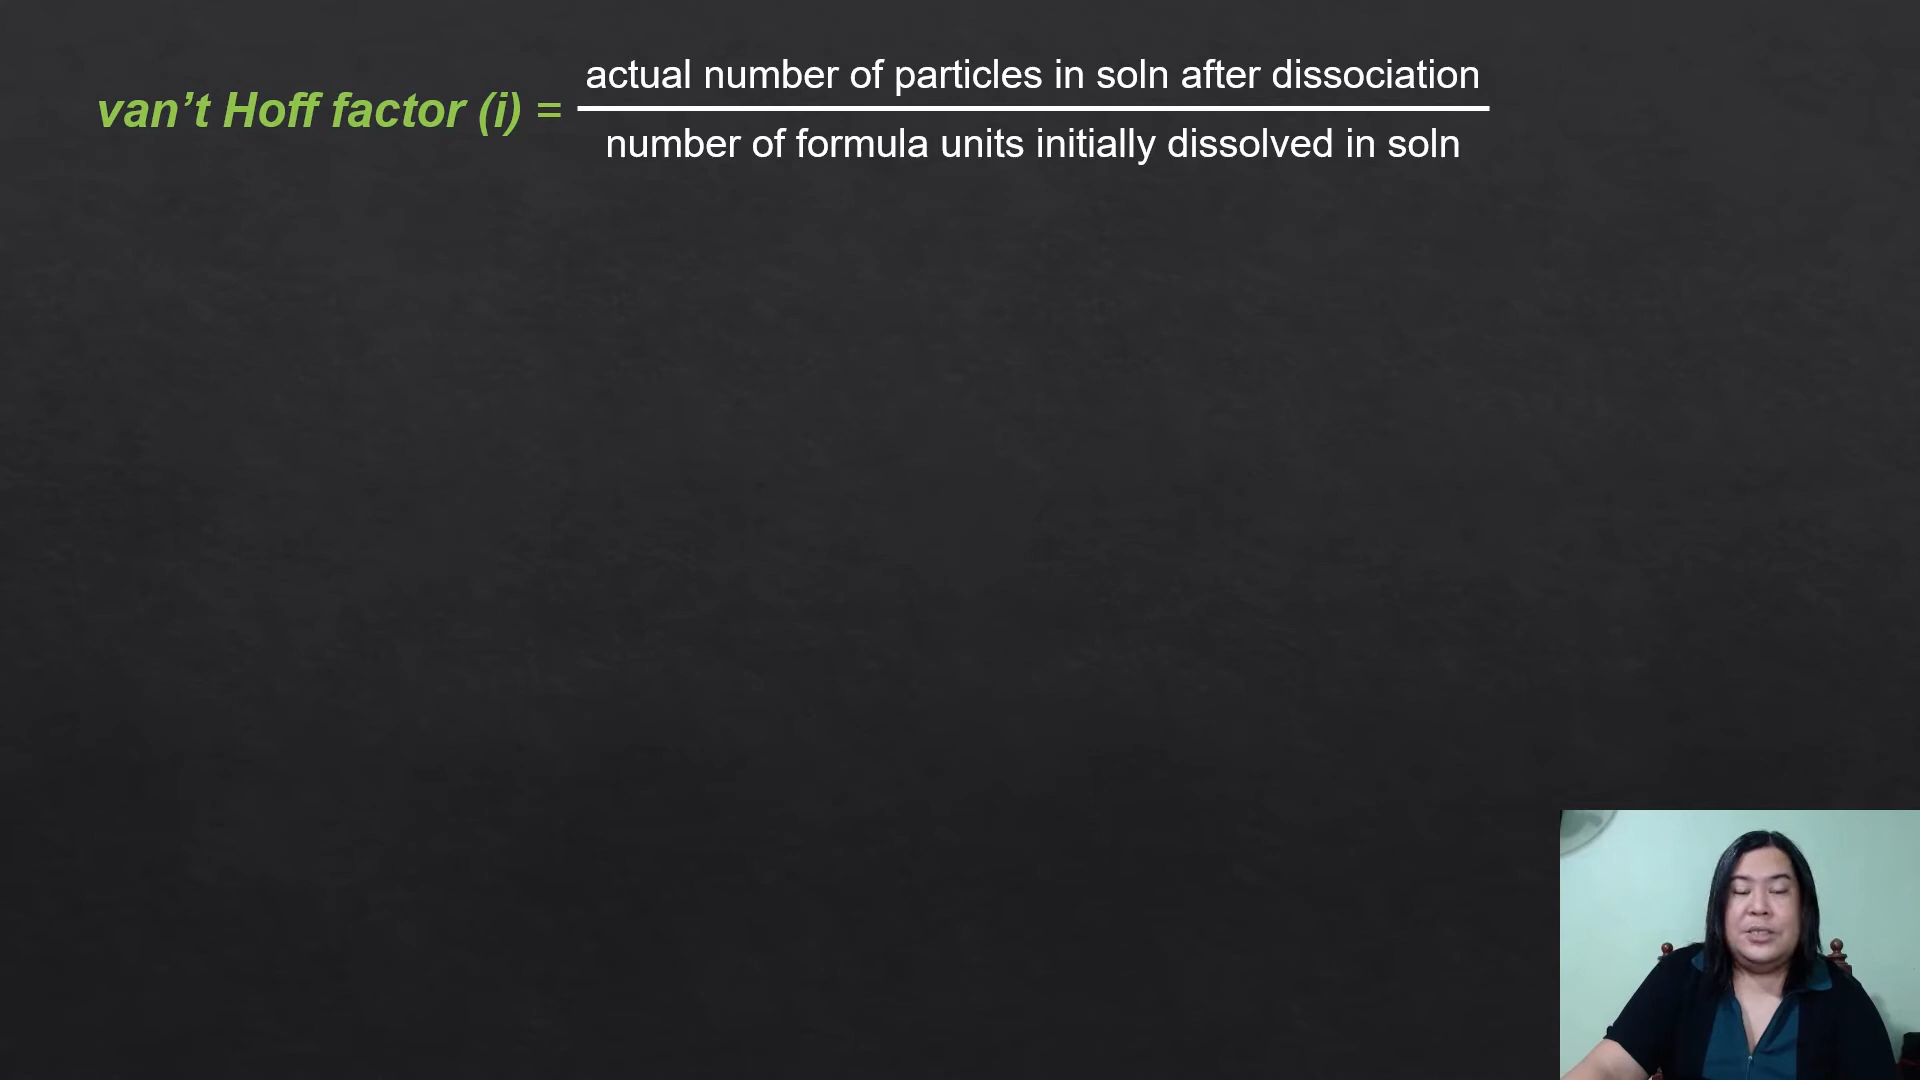 van’t Hoff factor (i) =
actual number of particles in soln after dissociation
number of formula units initially dissolved in soln